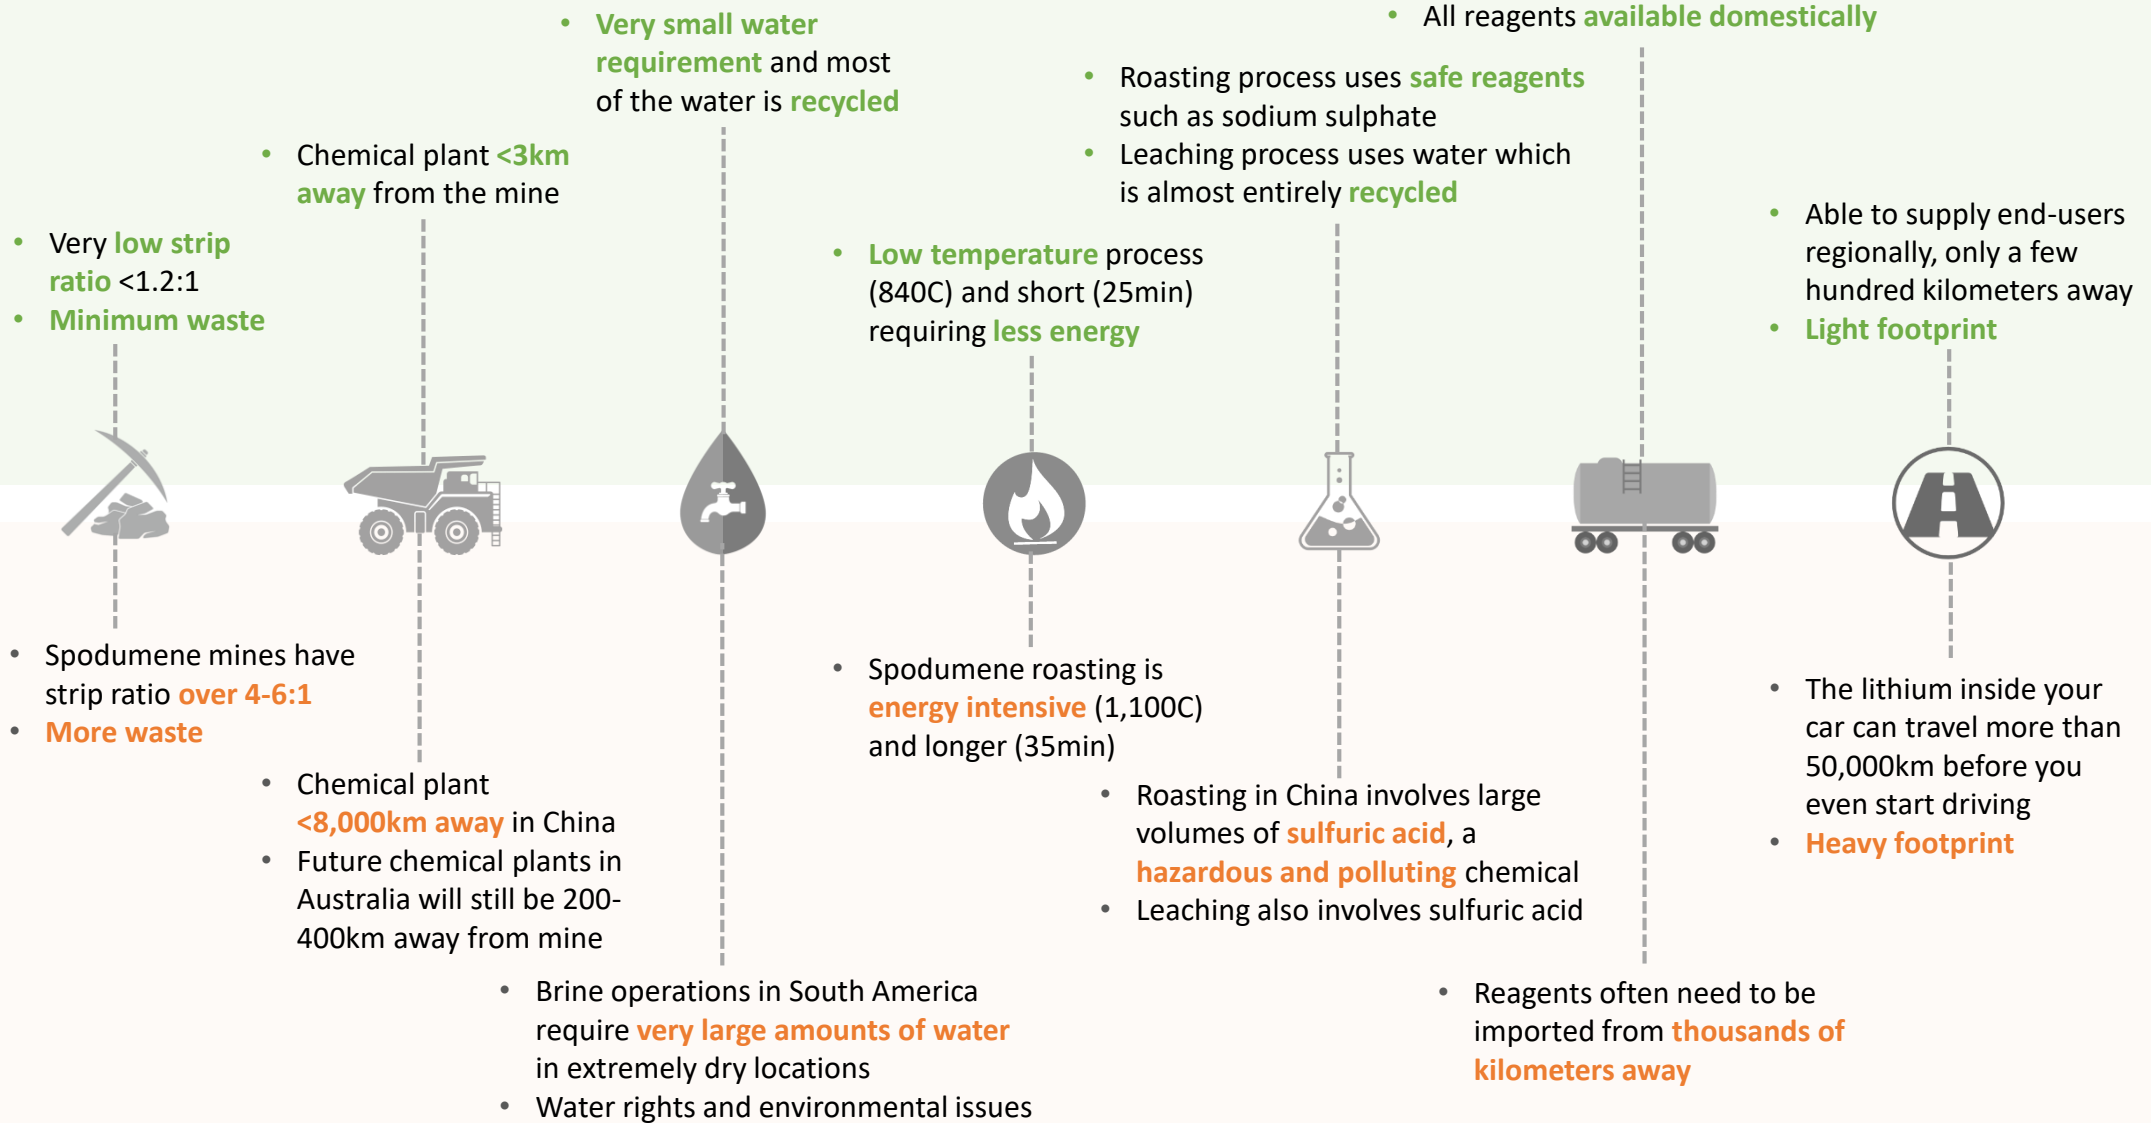 • Very low strip
ratio <1.2:1
• Minimum waste
• Chemical plant <3km
away from the mine
• Very small water
requirement and most
of the water is recycled
• Low temperature process
(840C) and short (25min)
requiring less energy
• Roasting process uses safe reagents
such as sodium sulphate
• Leaching process uses water which
is almost entirely recycled
• All reagents available domestically
• Able to supply end-users
regionally, only a few
hundred kilometers away
• Light footprint
• Spodumene mines have
strip ratio over 4-6:1
• More waste
• Chemical plant
<8,000km away in China
• Future chemical plants in
Australia will still be 200-
400km away from mine
• Brine operations in South America
require very large amounts of water
in extremely dry locations
• Water rights and environmental issues
• Spodumene roasting is
energy intensive (1,100C)
and longer (35min)
• Roasting in China involves large
volumes of sulfuric acid, a
hazardous and polluting chemical
• Leaching also involves sulfuric acid
• Reagents often need to be
imported from thousands of
kilometers away
• The lithium inside your
car can travel more than
50,000km before you
even start driving
• Heavy footprint